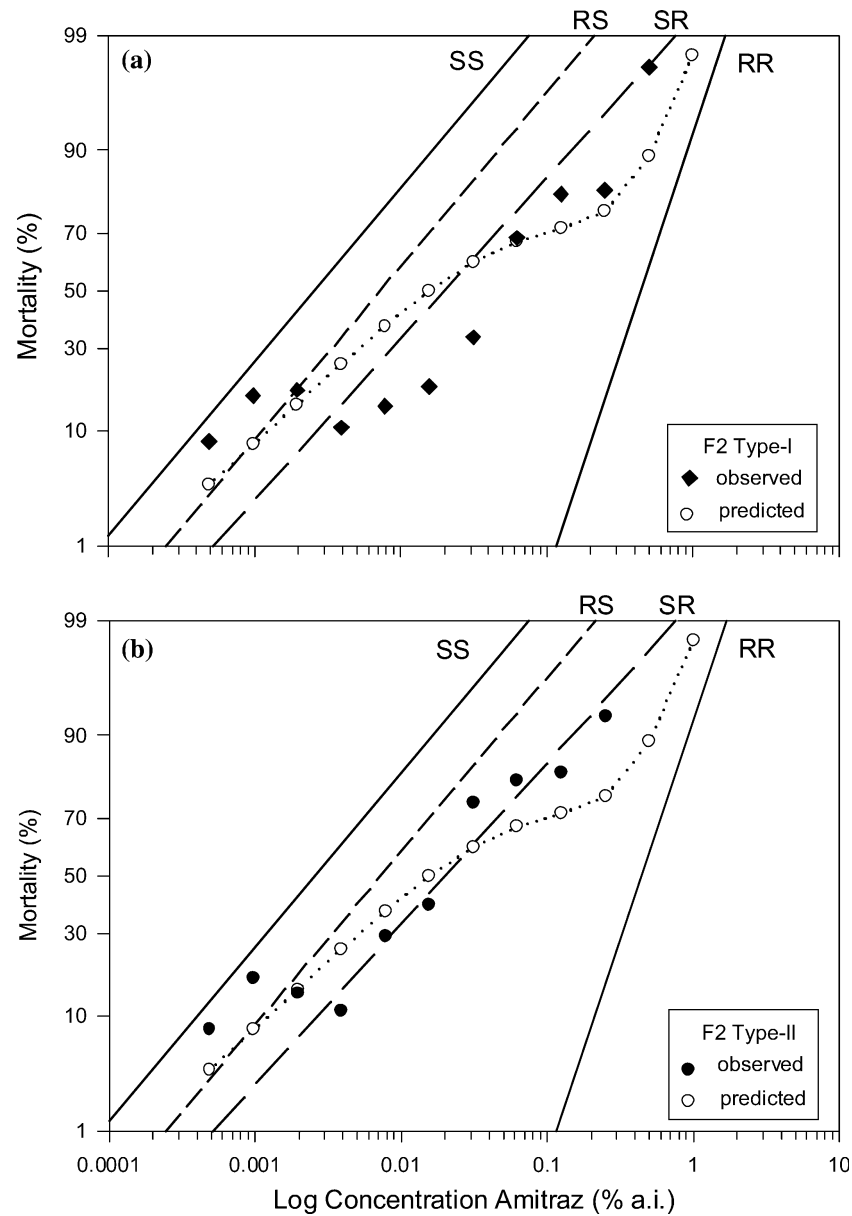 RS SR
(a) SS RR
99
90
70
50
30
10
1
Mortality (%)
F2 Type-I
observed
predicted
RS SR
(b) SS RR
99
90
70
50
30
10
1
Mortality (%)
F2 Type-II
observed
predicted
0.0001 0.001 0.01 0.1 1 10
Log Concentration Amitraz (% a.i.)